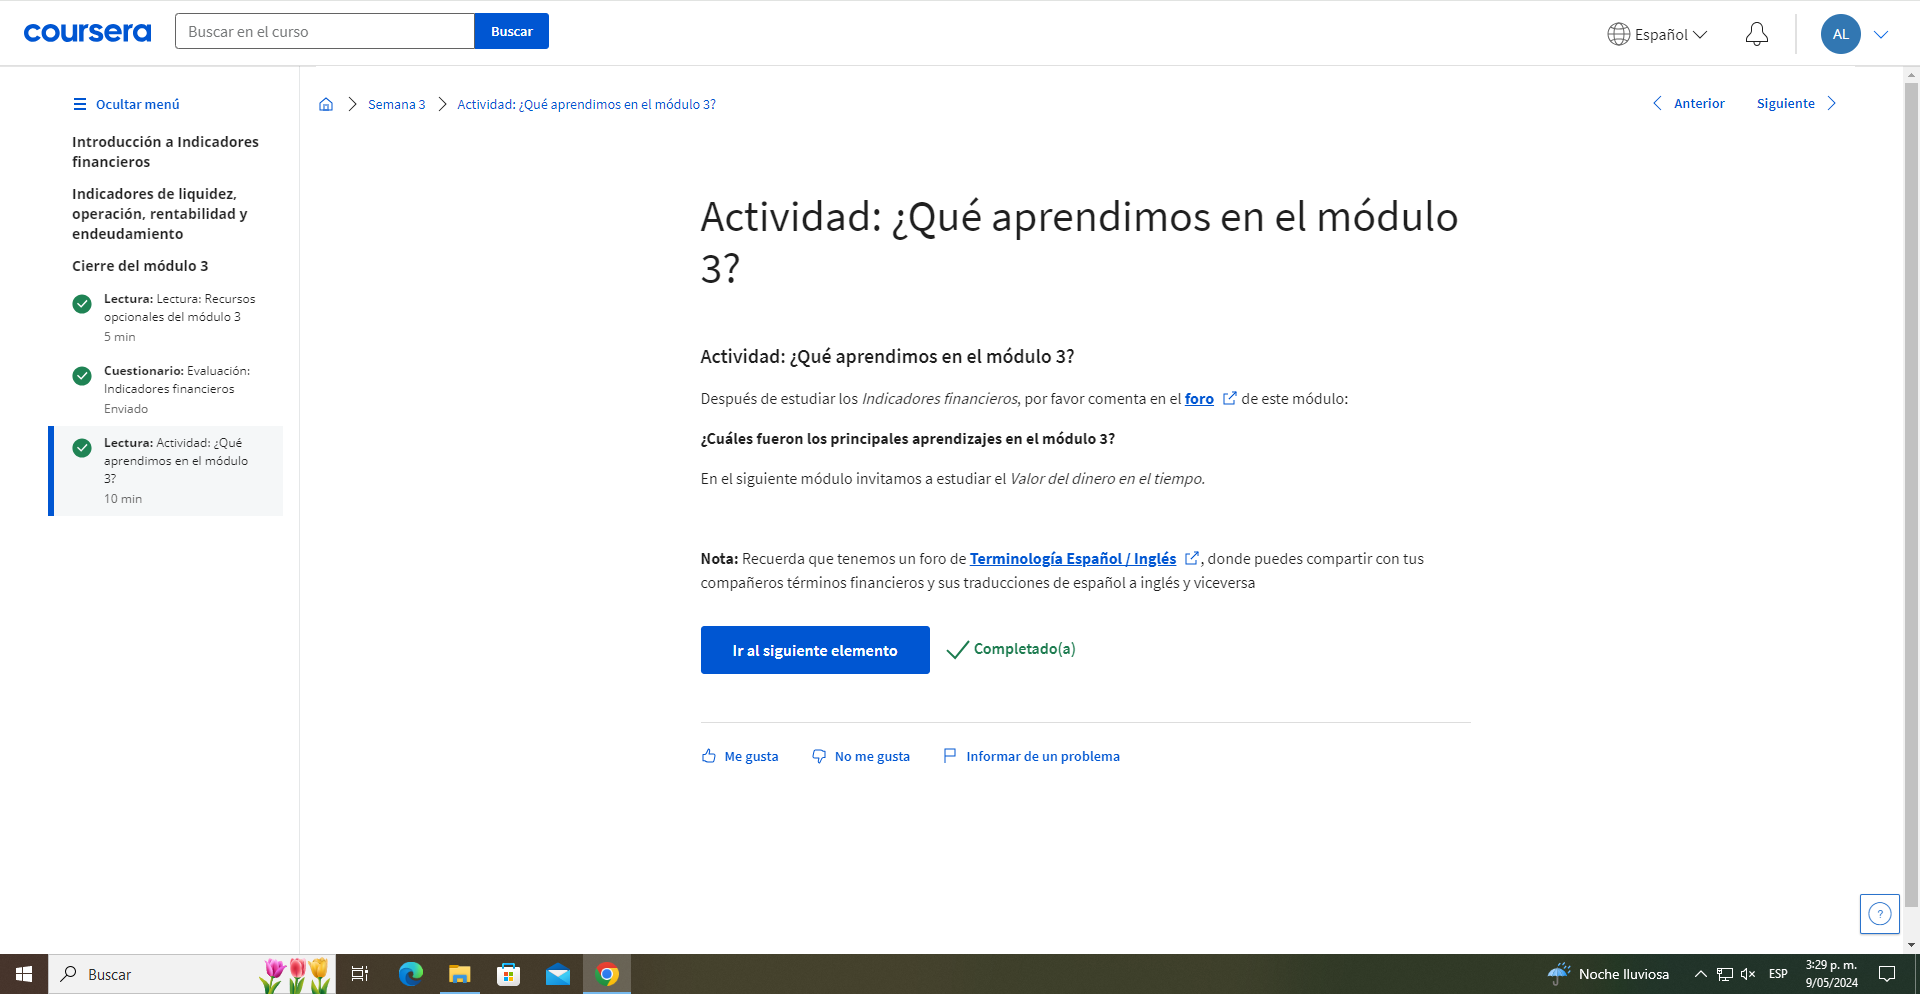 coursera
Buscar en el curso
Buscar
Español
AL
Ocultar menú
Introducción a Indicadores
financieros
Indicadores de liquidez,
operación, rentabilidad y
endeudamiento
Cierre del módulo 3
Lectura: Lectura: Recursos
opcionales del módulo 3
5 min
Cuestionario: Evaluación:
Indicadores financieros
Enviado
Lectura: Actividad: ¿Qué
aprendimos en el módulo
3?
10 min
Semana 3
Actividad: ¿Qué aprendimos en el módulo 3?
Anterior
Siguiente
Actividad: ¿Qué aprendimos en el módulo
3?
Actividad: ¿Qué aprendimos en el módulo 3?
Después de estudiar los Indicadores financieros, por favor comenta en el foro de este módulo:
¿Cuáles fueron los principales aprendizajes en el módulo 3?
En el siguiente módulo invitamos a estudiar el Valor del dinero en el tiempo.
Nota: Recuerda que tenemos un foro de Terminología Español / Inglés , donde puedes compartir con tus
compañeros términos financieros y sus traducciones de español a inglés y viceversa
Ir al siguiente elemento
Completado(a)
Me gusta
No me gusta
Informar de un problema
?
Buscar
Noche lluviosa
ESP
3:29 p. m.
9/05/2024